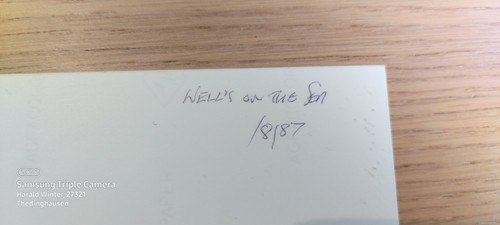 WELL'S ON THE SEA
/8/87
Samsung Triple Camera
Harald Winter, 27321
Thedinghausen